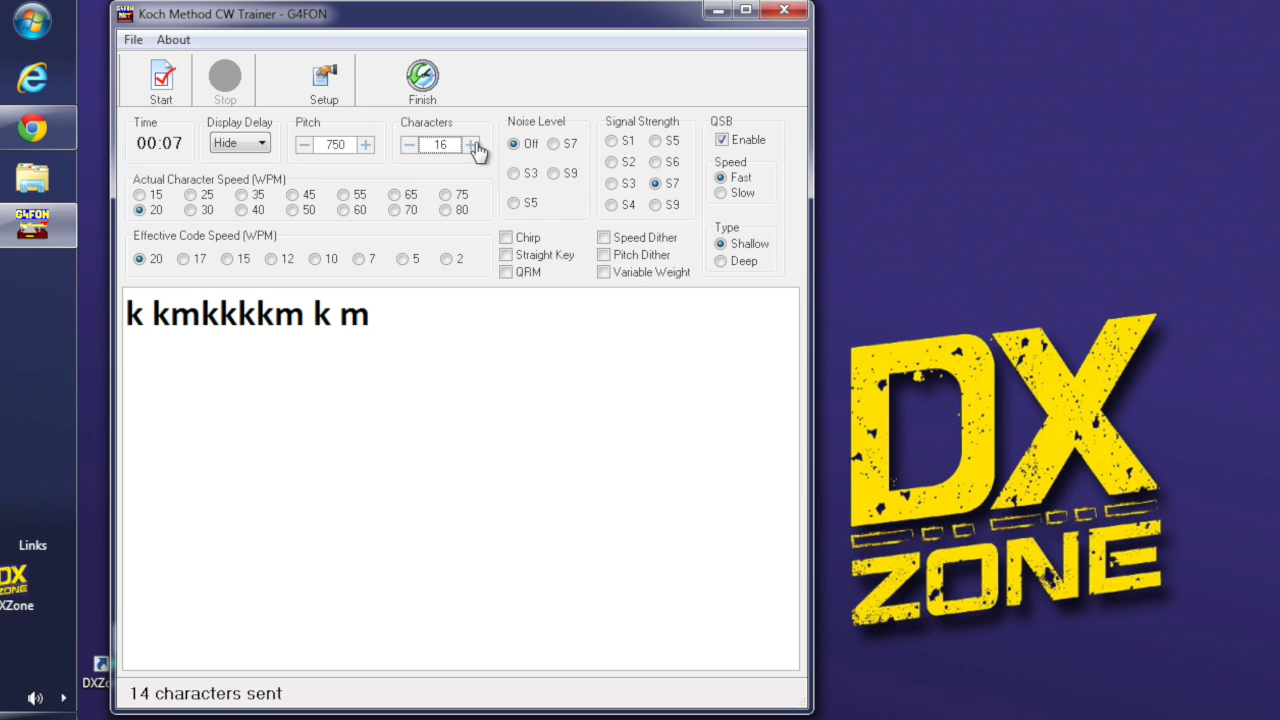 Koch Method CW Trainer - G4FON
File About
Start Stop Setup Finish
Time Display Delay Pitch Characters Noise Level Signal Strength QSB
00:07 Hide 750 16 Off S7 S1 S5 Enable
S2 S6 Speed
S3 S9 S3 S7 Fast
S5 S4 S9 Slow
Actual Character Speed (WPM)
15 25 35 45 55 65 75
20 30 40 50 60 70 80
Effective Code Speed (WPM)
20 17 15 12 10 7 5 2
Chirp Speed Dither Type
Straight Key Pitch Dither Shallow
QRM Variable Weight Deep
k kmkkkkm k m
14 characters sent
G4FON
Links
DX
ZONE
XZone
DX
ZONE